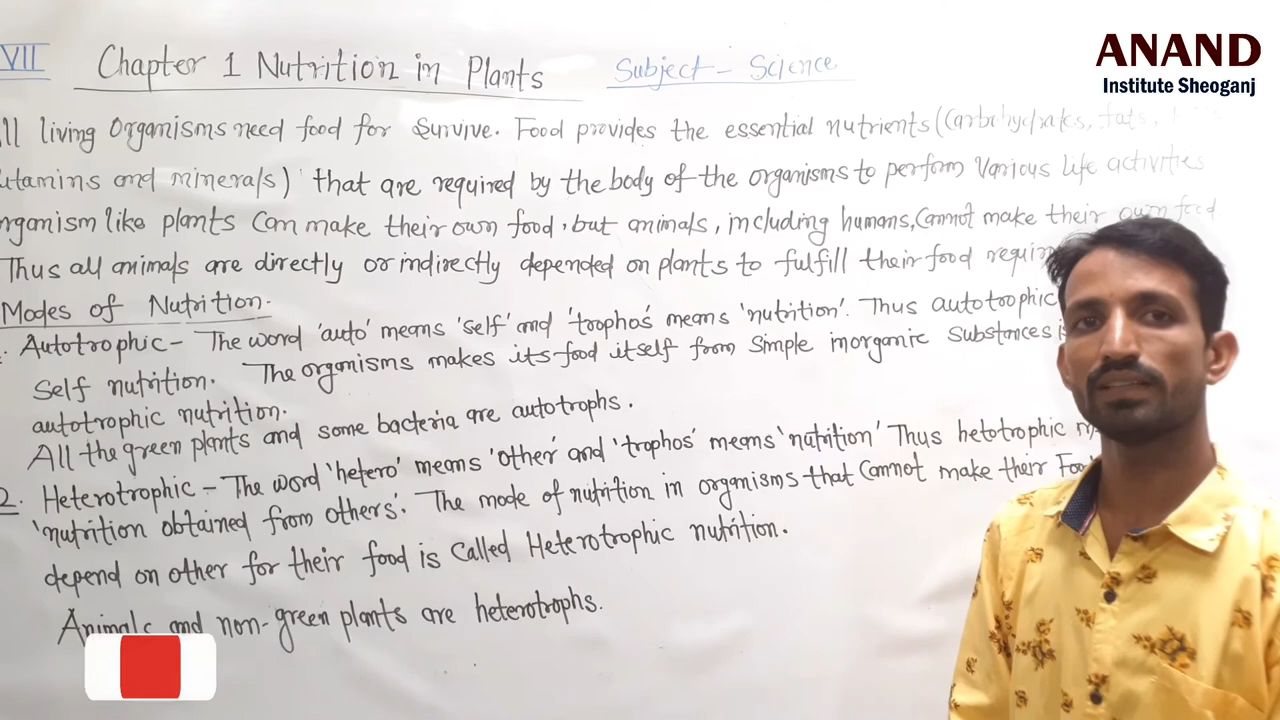 ANAND
Institute Sheoganj
VII Chapter 1 Nutrition in Plants Subject - Science
living organisms need food for survive. Food provides the essential nutrients (Carbohydrates, fats,
and minerals) that are required by the body of the organisms to perform various life activities
like plants can make their own food, but animals, including humans, cannot make their own food
Thus all animals are directly or indirectly depended on plants to fulfill their food
Modes of Nutrition.
Autotrophic - The word 'auto' means 'self' and 'trophos' means 'nutrition'. Thus autotrophic
Self nutrition. The organisms makes its food itself from simple inorganic substances is
autotrophic nutrition.
All the green plants and some bacteria are autotrophs.
2. Heterotrophic - The word 'hetero' means 'other' and 'trophos' means 'nutrition' Thus hetotrophic
'nutrition obtained from others'. The mode of nutrition in organisms that cannot make their
depend on other for their food is called Heterotrophic nutrition.
Animals and non-green plants are heterotrophs.